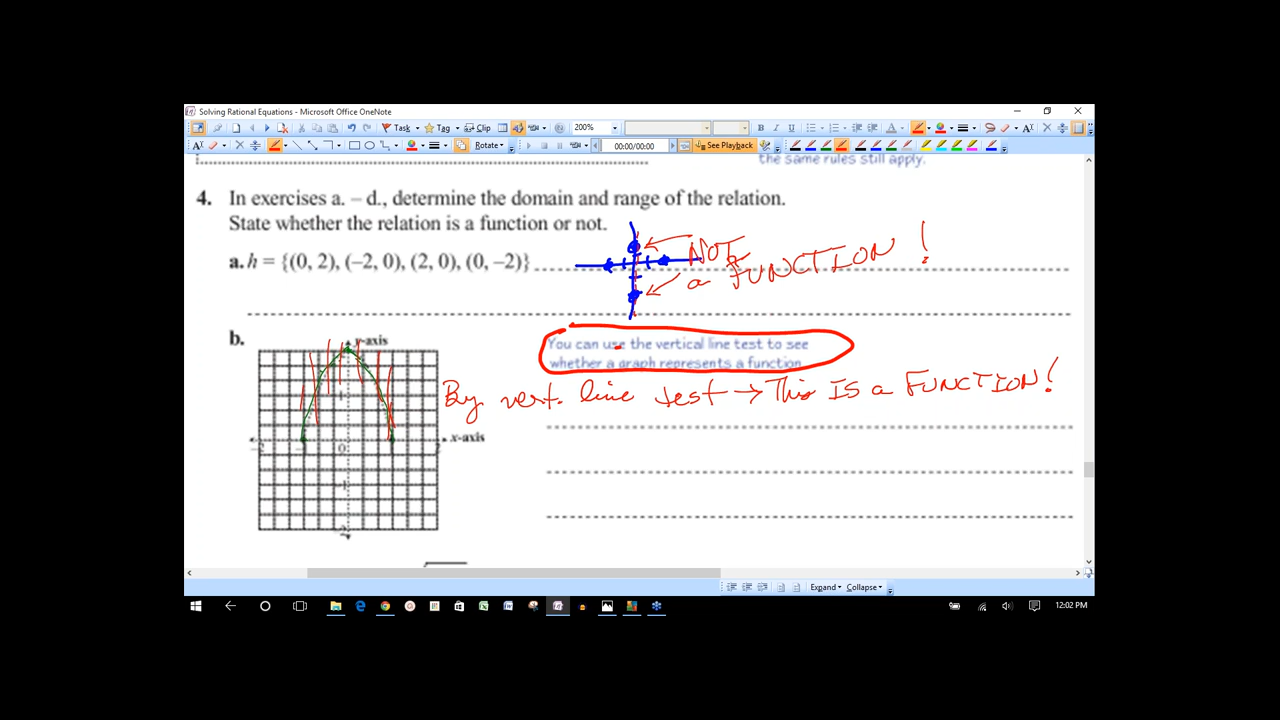 Solving Rational Equations - Microsoft Office OneNote
Task Tag Clip 200% B I U
Rotate 00:00/00:00 See Playback
the same rules still apply.
4. In exercises a. – d., determine the domain and range of the relation.
State whether the relation is a function or not.
NOT
a FUNCTION !
a. h = {(0, 2), (−2, 0), (2, 0), (0, −2)}
b.
y-axis
You can use the vertical line test to see
whether a graph represents a function.
By vert. line test → This IS a FUNCTION!
x-axis
-2 0 2
Expand Collapse
12:02 PM